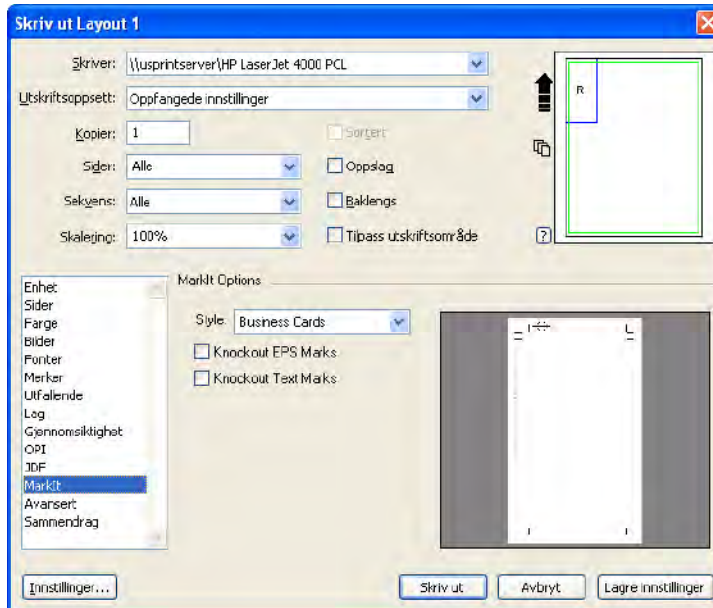 Skriv ut Layout 1
Skriver: \\usprintserver\HP LaserJet 4000 PCL
Utskriftsoppsett: Oppfangede innstillinger
Kopier: 1 Sortert
Sider: Alle Oppslag
Sekvens: Alle Baklengs
Skalering: 100% Tipass utskriftsområde
R
?
Enhet
Sider
Farge
Bilder
Fonter
Merker
Utfallende
Lag
Gjennomsiktighet
OPI
JDF
MarkIt
Avansert
Sammendrag
MarkIt Options
Style: Business Cards
Knockout EPS Marks
Knockout Text Marks
Innstillinger... Skriv ut Avbryt Lagre innstillinger